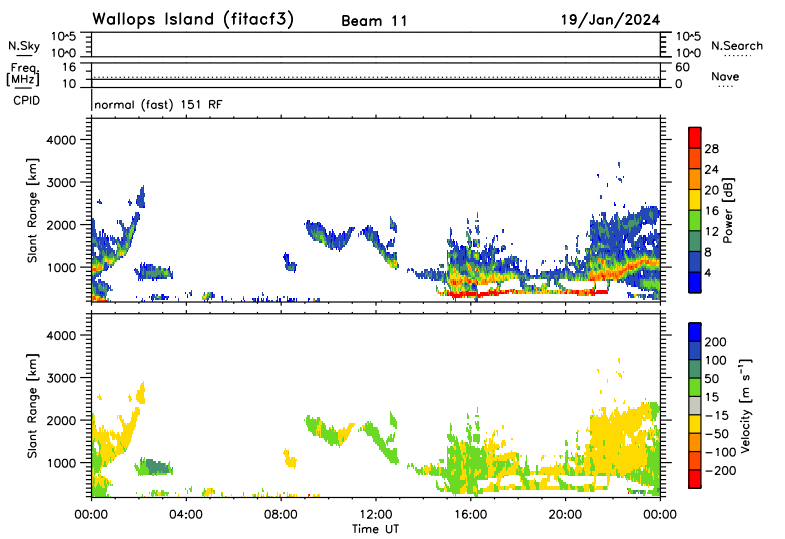 Wallops Island (fitacf3) Beam 11 19/Jan/2024
N.Sky 10^5 10^0 10^5 10^0 N.Search
Freq. [MHz] 16 10 60 0 Nave
CPID normal (fast) 151 RF
Slant Range [km]
4000
3000
2000
1000
28
24
20
16
12
8
4
Power [dB]
Slant Range [km]
4000
3000
2000
1000
200
100
50
15
-15
-50
-100
-200
Velocity [m s⁻¹]
00:00 04:00 08:00 12:00 16:00 20:00 00:00
Time UT